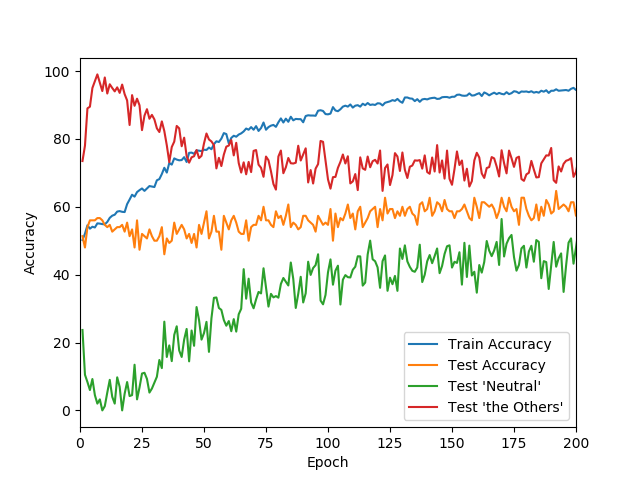 100
80
60
40
20
0
Accuracy
0 25 50 75 100 125 150 175 200
Epoch
Train Accuracy
Test Accuracy
Test 'Neutral'
Test 'the Others'